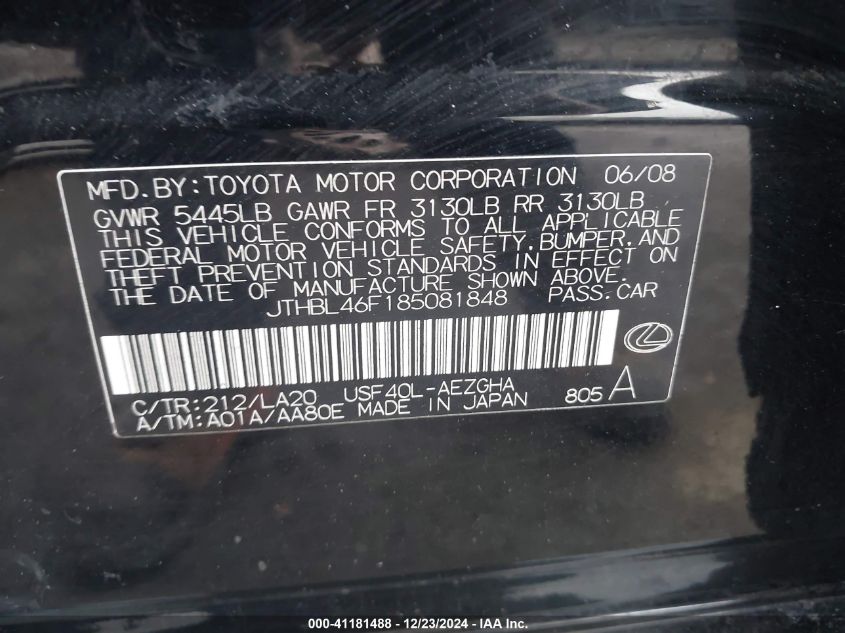 MFD.BY:TOYOTA MOTOR CORPORATION 06/08
GVWR 5445LB GAWR FR 3130LB RR 3130LB
THIS VEHICLE CONFORMS TO ALL APPLICABLE
FEDERAL MOTOR VEHICLE SAFETY,BUMPER,AND
THEFT PREVENTION STANDARDS IN EFFECT ON
THE DATE OF MANUFACTURE SHOWN ABOVE.
JTHBL46F185081848 PASS.CAR
C/TR:212/LA20 USF40L-AEZGHA
A/TM:A01A/AA80E MADE IN JAPAN 805 A
000-41181488 - 12/23/2024 - IAA Inc.